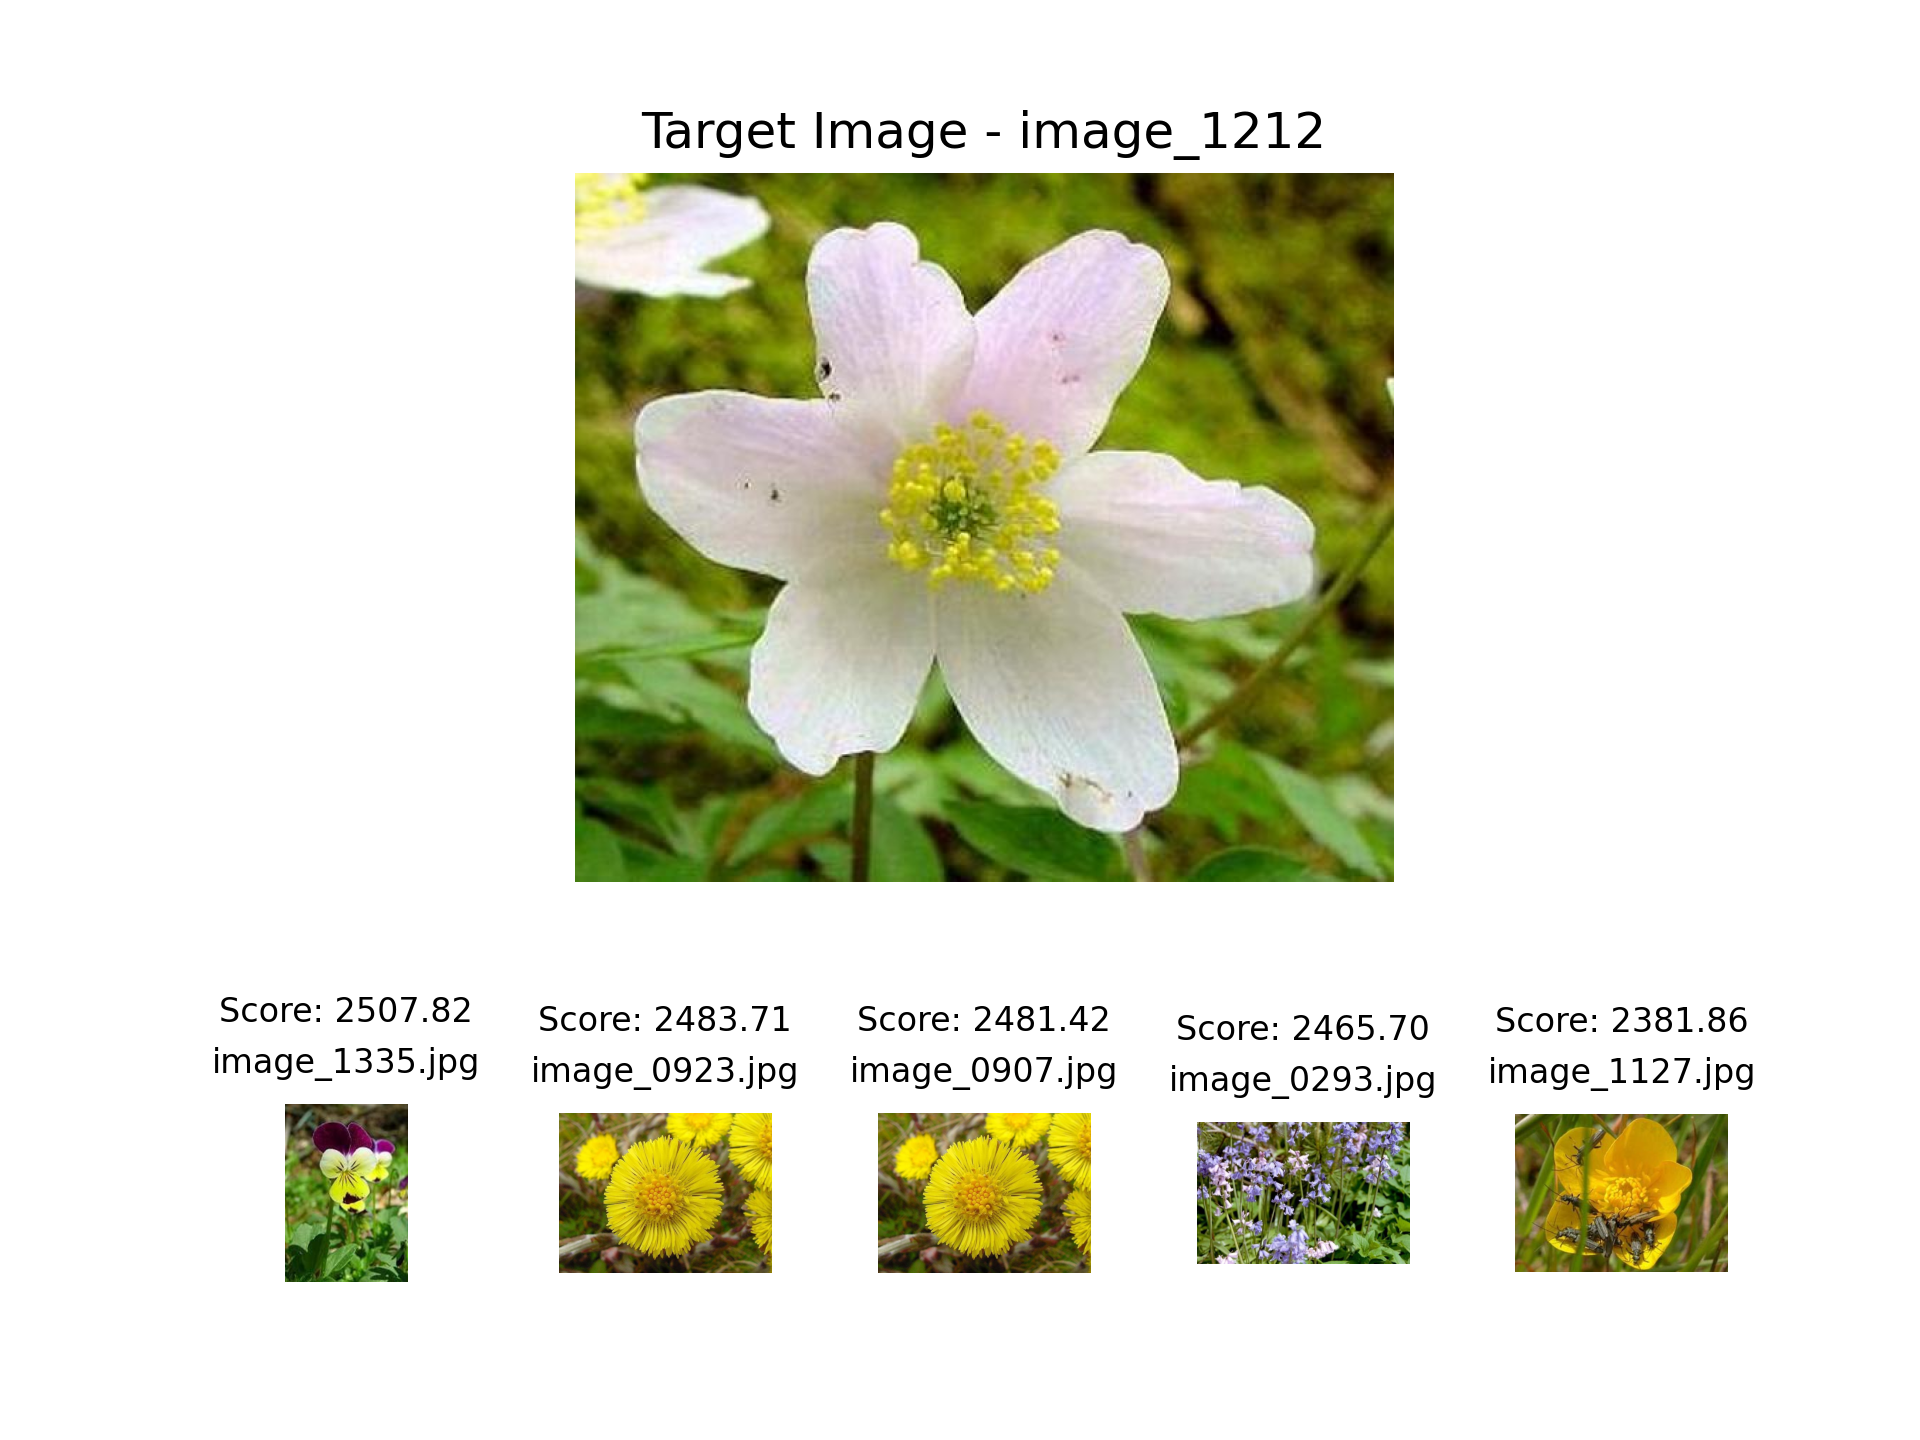 Target Image - image_1212
Score: 2507.82
image_1335.jpg
Score: 2483.71
image_0923.jpg
Score: 2481.42
image_0907.jpg
Score: 2465.70
image_0293.jpg
Score: 2381.86
image_1127.jpg